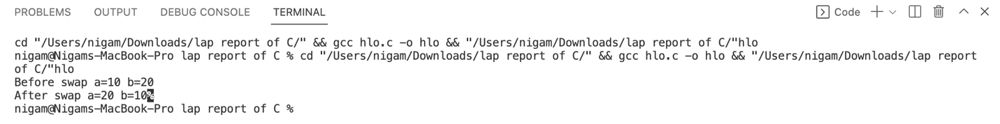 PROBLEMS OUTPUT DEBUG CONSOLE TERMINAL Code
cd "/Users/nigam/Downloads/lap report of C/" && gcc hlo.c -o hlo && "/Users/nigam/Downloads/lap report of C/"hlo
nigam@Nigams-MacBook-Pro lap report of C % cd "/Users/nigam/Downloads/lap report of C/" && gcc hlo.c -o hlo && "/Users/nigam/Downloads/lap report
of C/"hlo
Before swap a=10 b=20
After swap a=20 b=10%
nigam@Nigams-MacBook-Pro lap report of C %